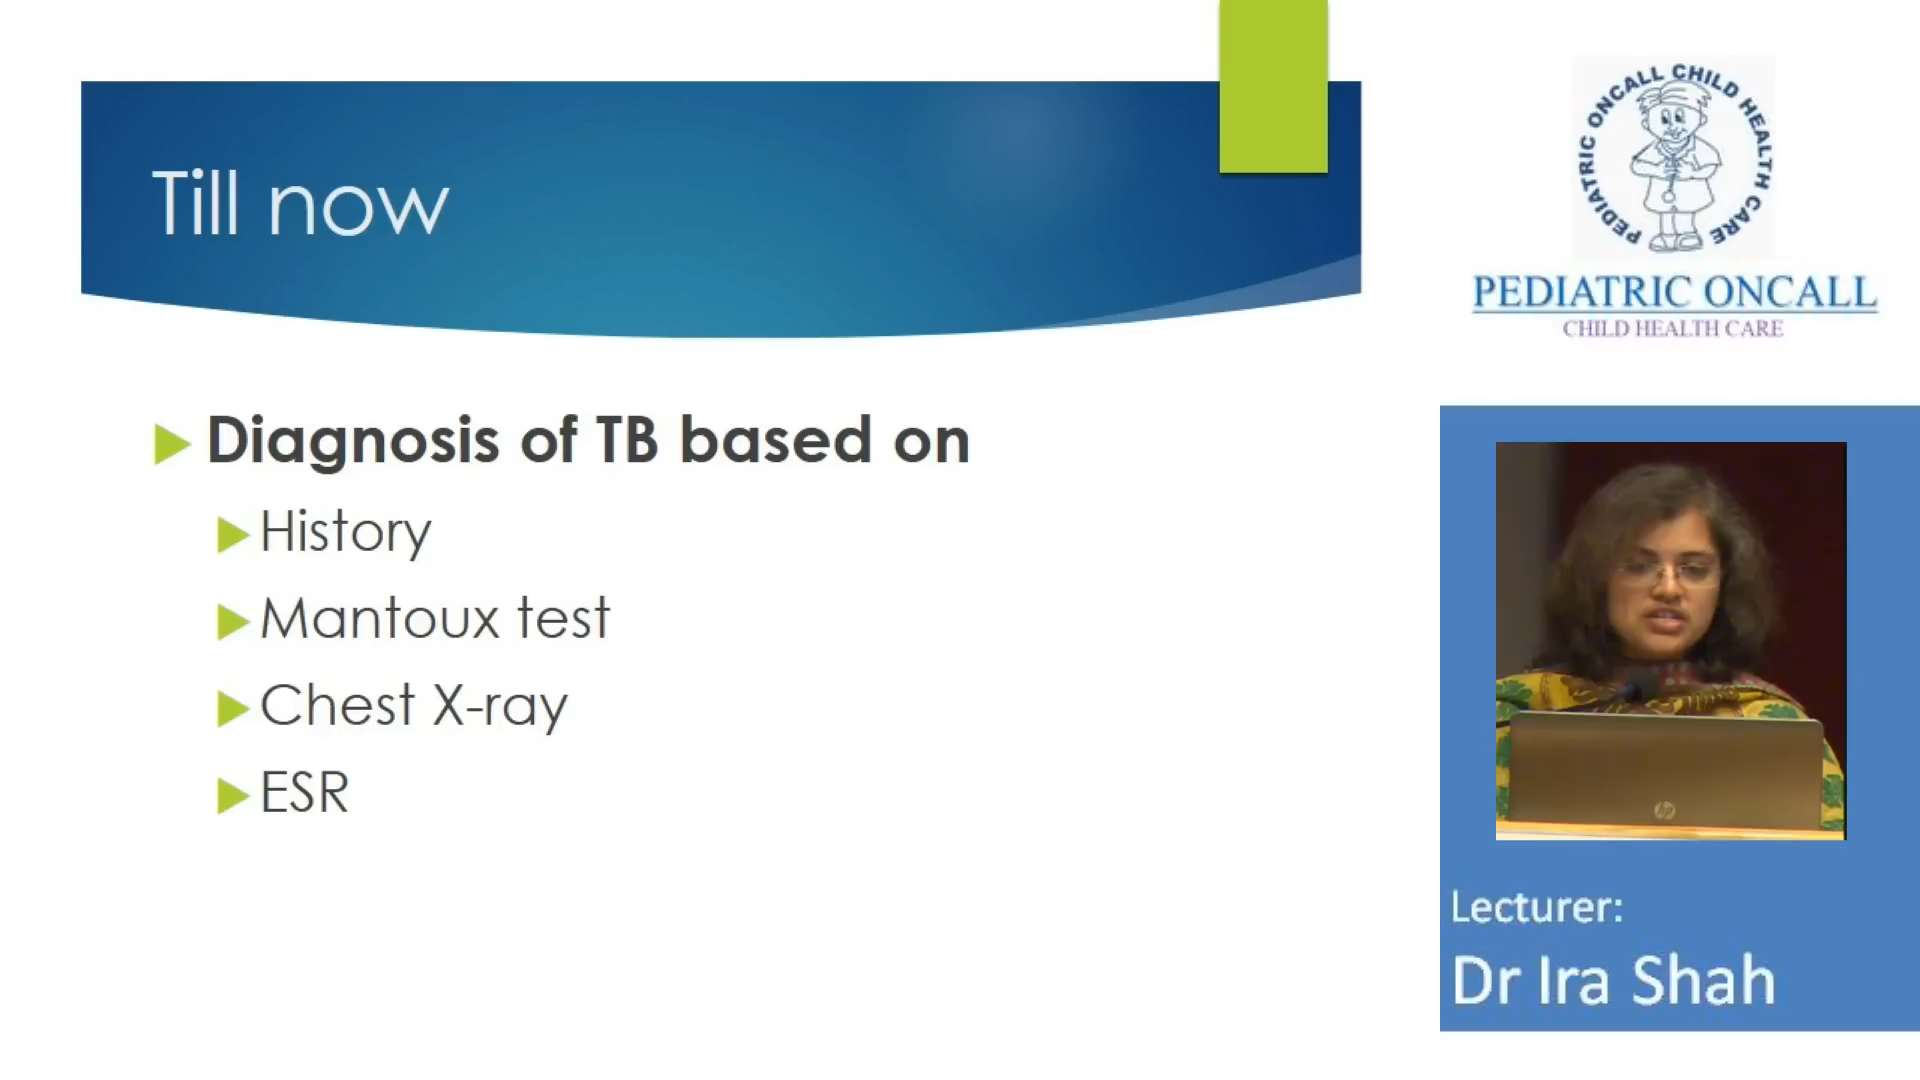 Till now
Diagnosis of TB based on
History
Mantoux test
Chest X-ray
ESR
PEDIATRIC ONCALL CHILD HEALTH CARE
PEDIATRIC ONCALL
CHILD HEALTH CARE
hp
Lecturer:
Dr Ira Shah